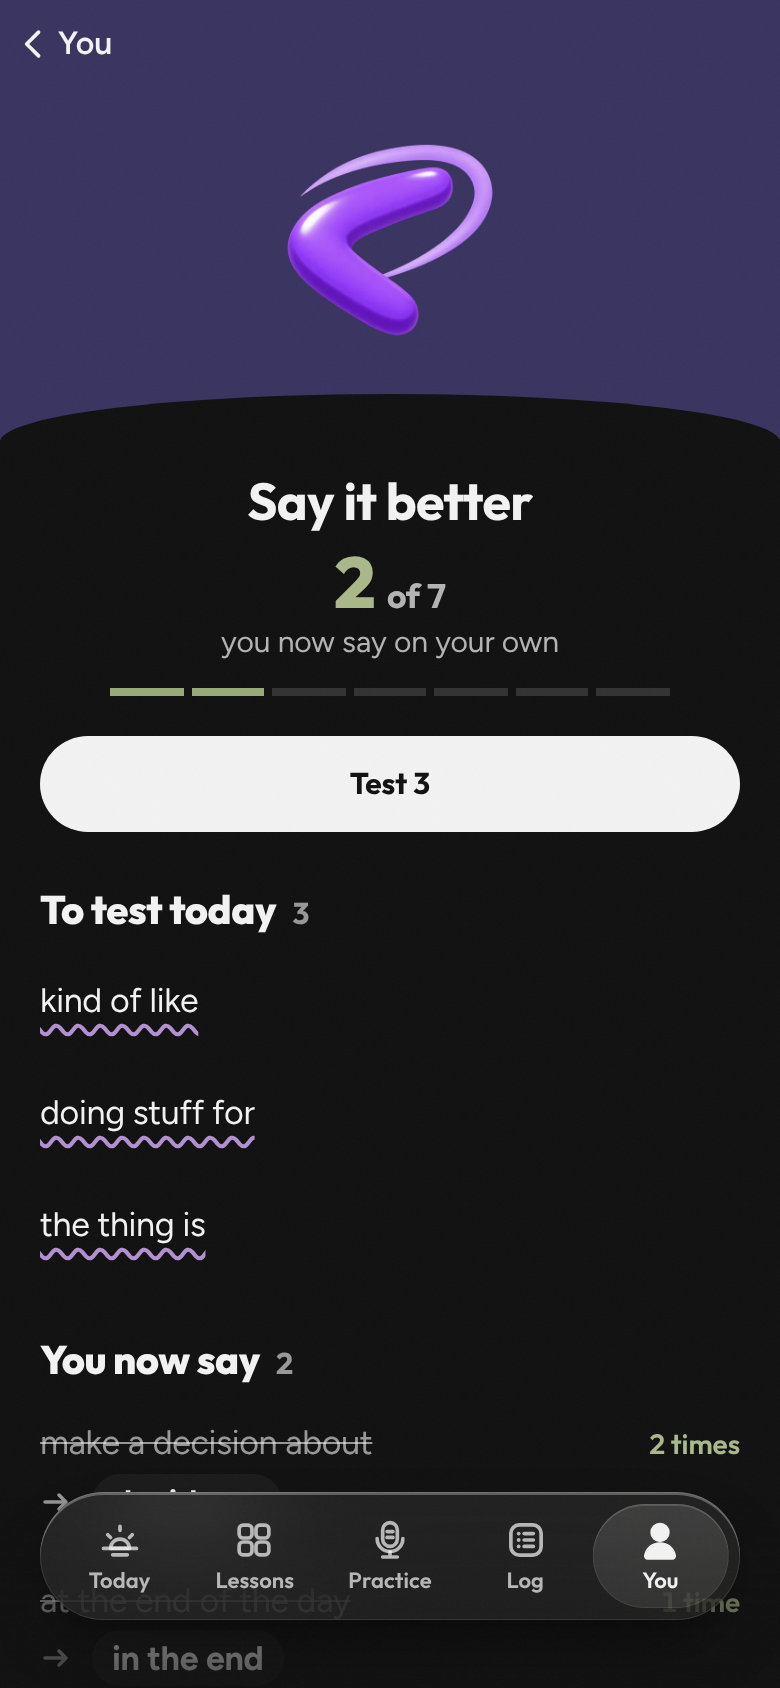 You
Say it better
2 of 7
you now say on your own
Test 3
To test today 3
kind of like
doing stuff for
the thing is
You now say 2
make a decision about 2 times
→
Today Lessons Practice Log You
at the end of the day 1 time
→ in the end